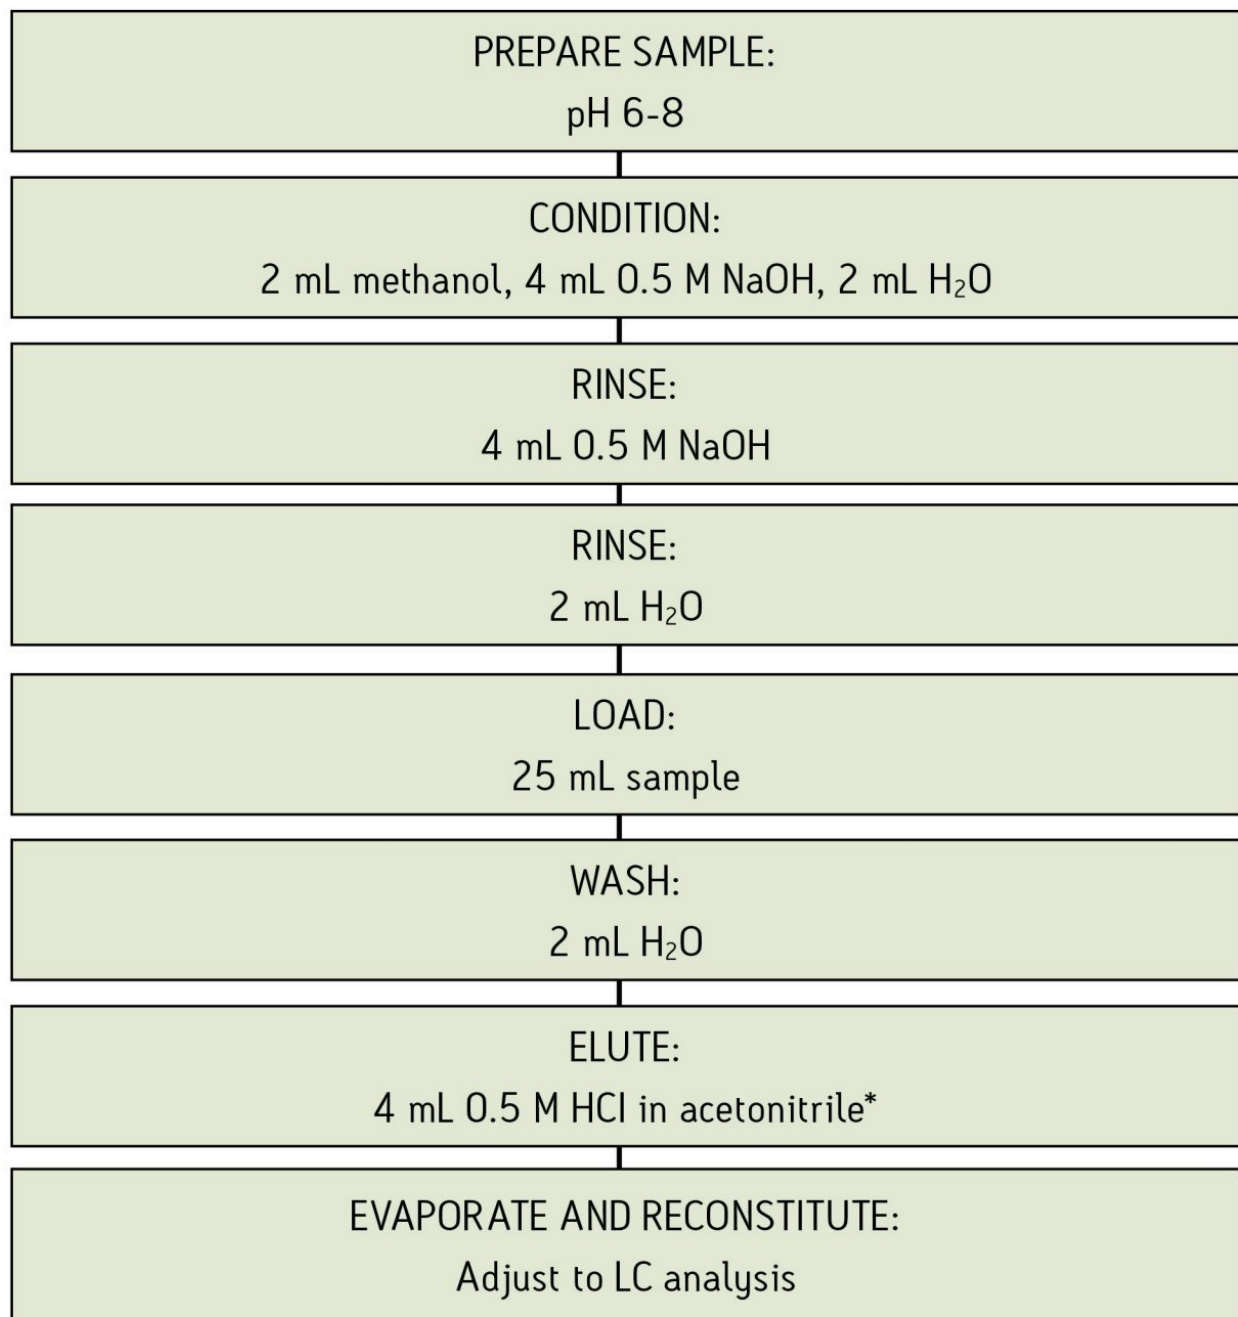 PREPARE SAMPLE:
pH 6-8
CONDITION:
2 mL methanol, 4 mL 0.5 M NaOH, 2 mL H₂O
RINSE:
4 mL 0.5 M NaOH
RINSE:
2 mL H₂O
LOAD:
25 mL sample
WASH:
2 mL H₂O
ELUTE:
4 mL 0.5 M HCl in acetonitrile*
EVAPORATE AND RECONSTITUTE:
Adjust to LC analysis